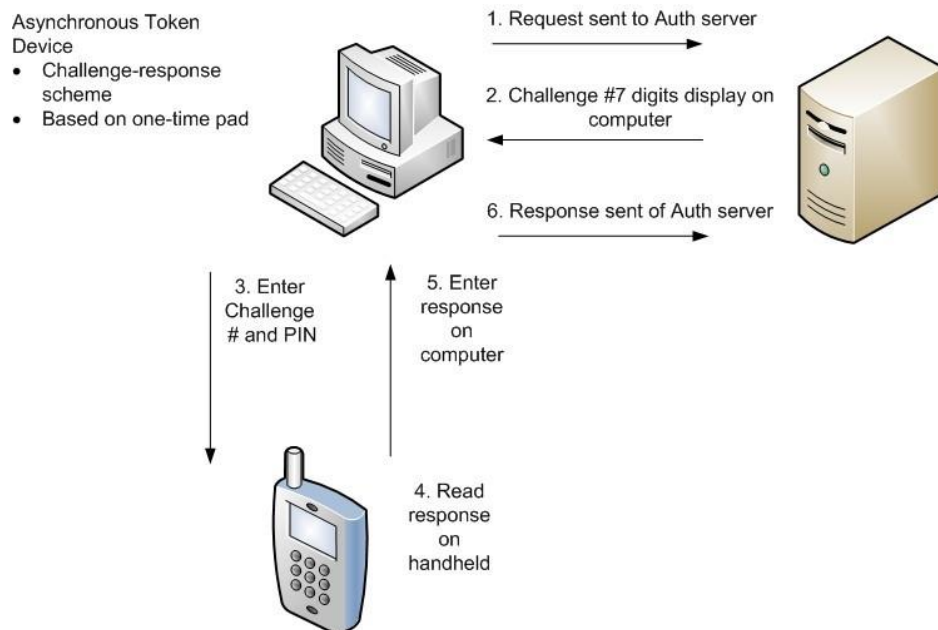 Asynchronous Token
Device
• Challenge-response
scheme
• Based on one-time pad
1. Request sent to Auth server
2. Challenge #7 digits display on
computer
6. Response sent of Auth server
3. Enter
Challenge
# and PIN
5. Enter
response
on
computer
4. Read
response
on
handheld